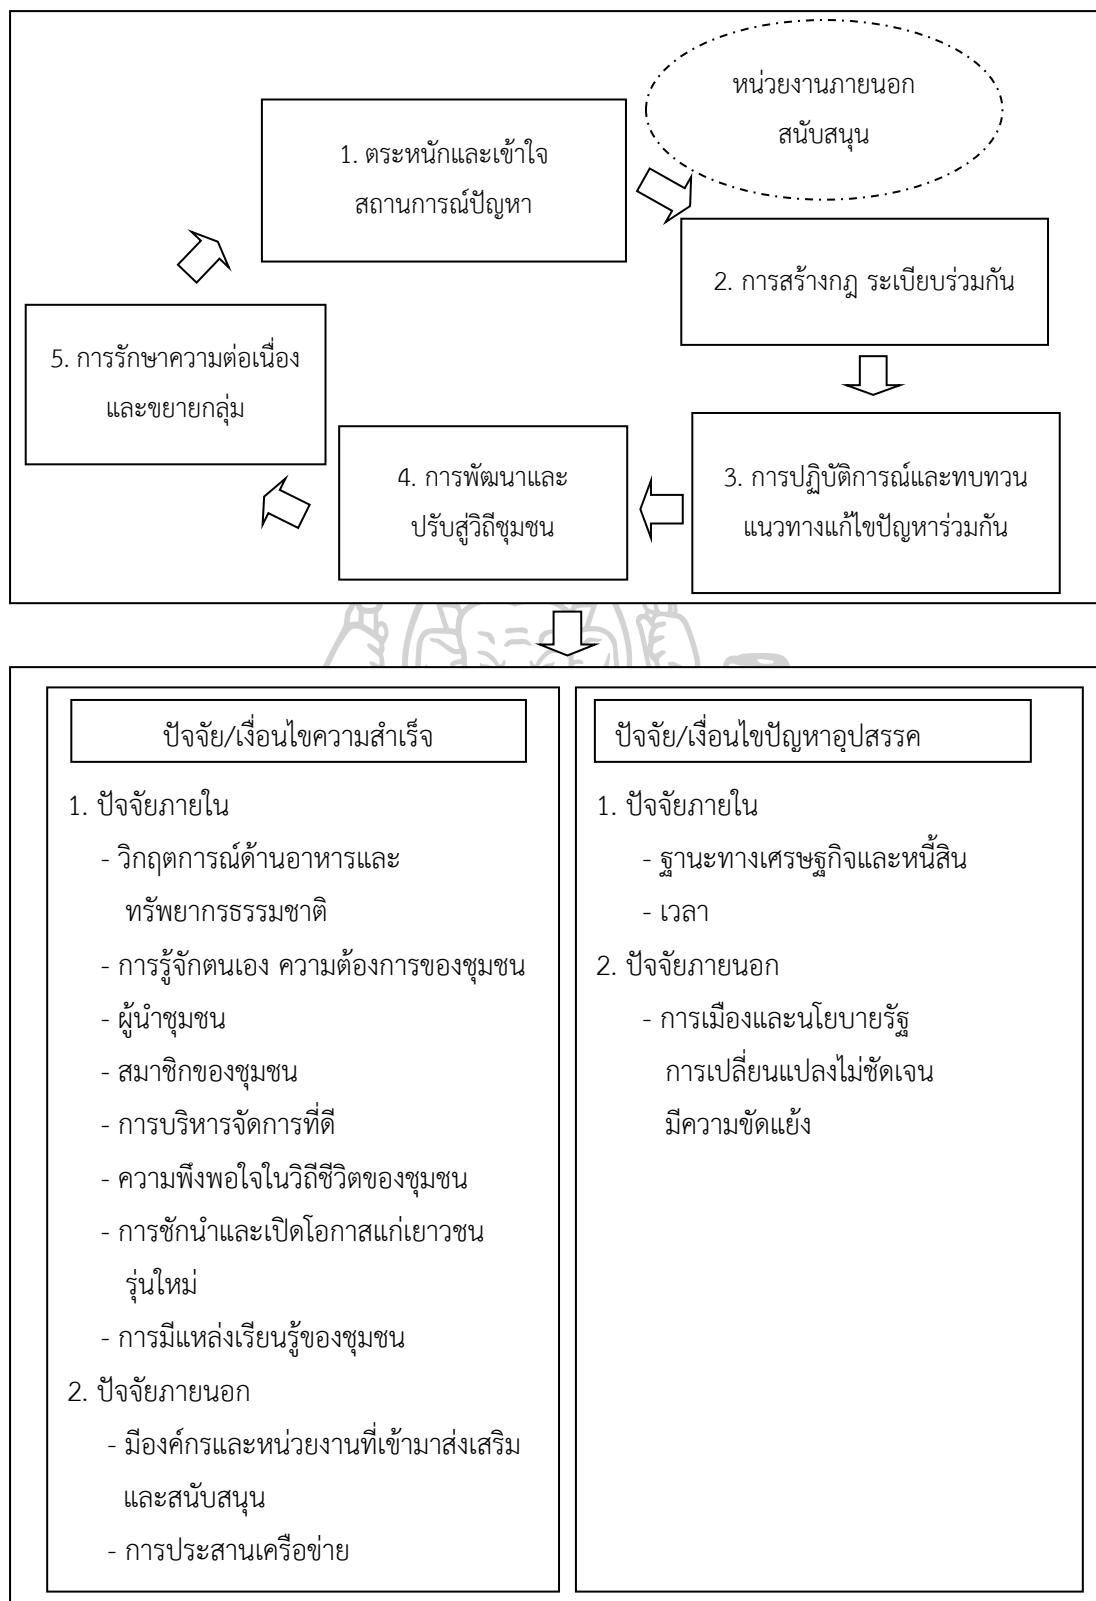 หน่วยงานภายนอก
สนับสนุน
1. ตระหนักและเข้าใจ
สถานการณ์ปัญหา
2. การสร้างกฎ ระเบียบร่วมกัน
3. การปฏิบัติการณ์และทบทวน
แนวทางแก้ไขปัญหาร่วมกัน
4. การพัฒนาและ
ปรับสู่วิถีชุมชน
5. การรักษาความต่อเนื่อง
และขยายกลุ่ม
ปัจจัย/เงื่อนไขความสำเร็จ
1. ปัจจัยภายใน
- วิกฤตการณ์ด้านอาหารและ
ทรัพยากรธรรมชาติ
- การรู้จักตนเอง ความต้องการของชุมชน
- ผู้นำชุมชน
- สมาชิกของชุมชน
- การบริหารจัดการที่ดี
- ความพึงพอใจในวิถีชีวิตของชุมชน
- การชักนำและเปิดโอกาสแก่เยาวชน
รุ่นใหม่
- การมีแหล่งเรียนรู้ของชุมชน
2. ปัจจัยภายนอก
- มีองค์กรและหน่วยงานที่เข้ามาส่งเสริม
และสนับสนุน
- การประสานเครือข่าย
ปัจจัย/เงื่อนไขปัญหาอุปสรรค
1. ปัจจัยภายใน
- ฐานะทางเศรษฐกิจและหนี้สิน
- เวลา
2. ปัจจัยภายนอก
- การเมืองและนโยบายรัฐ
การเปลี่ยนแปลงไม่ชัดเจน
มีความขัดแย้ง